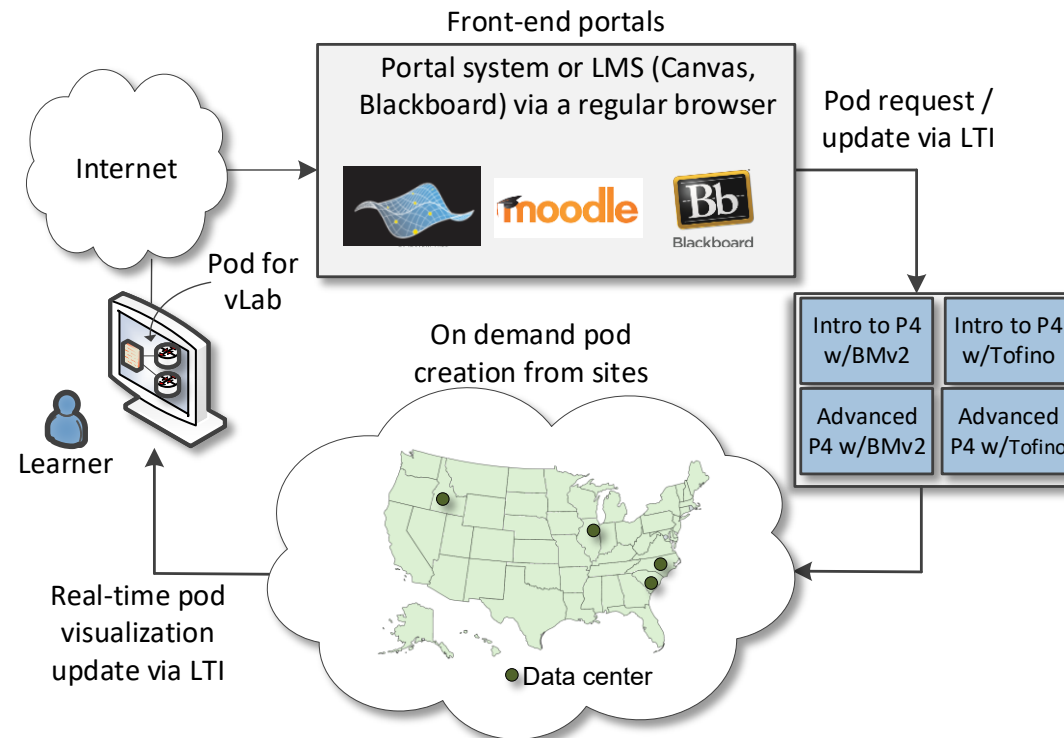 Front-end portals
Portal system or LMS (Canvas,
Blackboard) via a regular browser
moodle
Bb
Blackboard
Internet
Pod request /
update via LTI
Pod for
vLab
Learner
Intro to P4
w/BMv2
Intro to P4
w/Tofino
Advanced
P4 w/BMv2
Advanced
P4 w/Tofino
On demand pod
creation from sites
Data center
Real-time pod
visualization
update via LTI